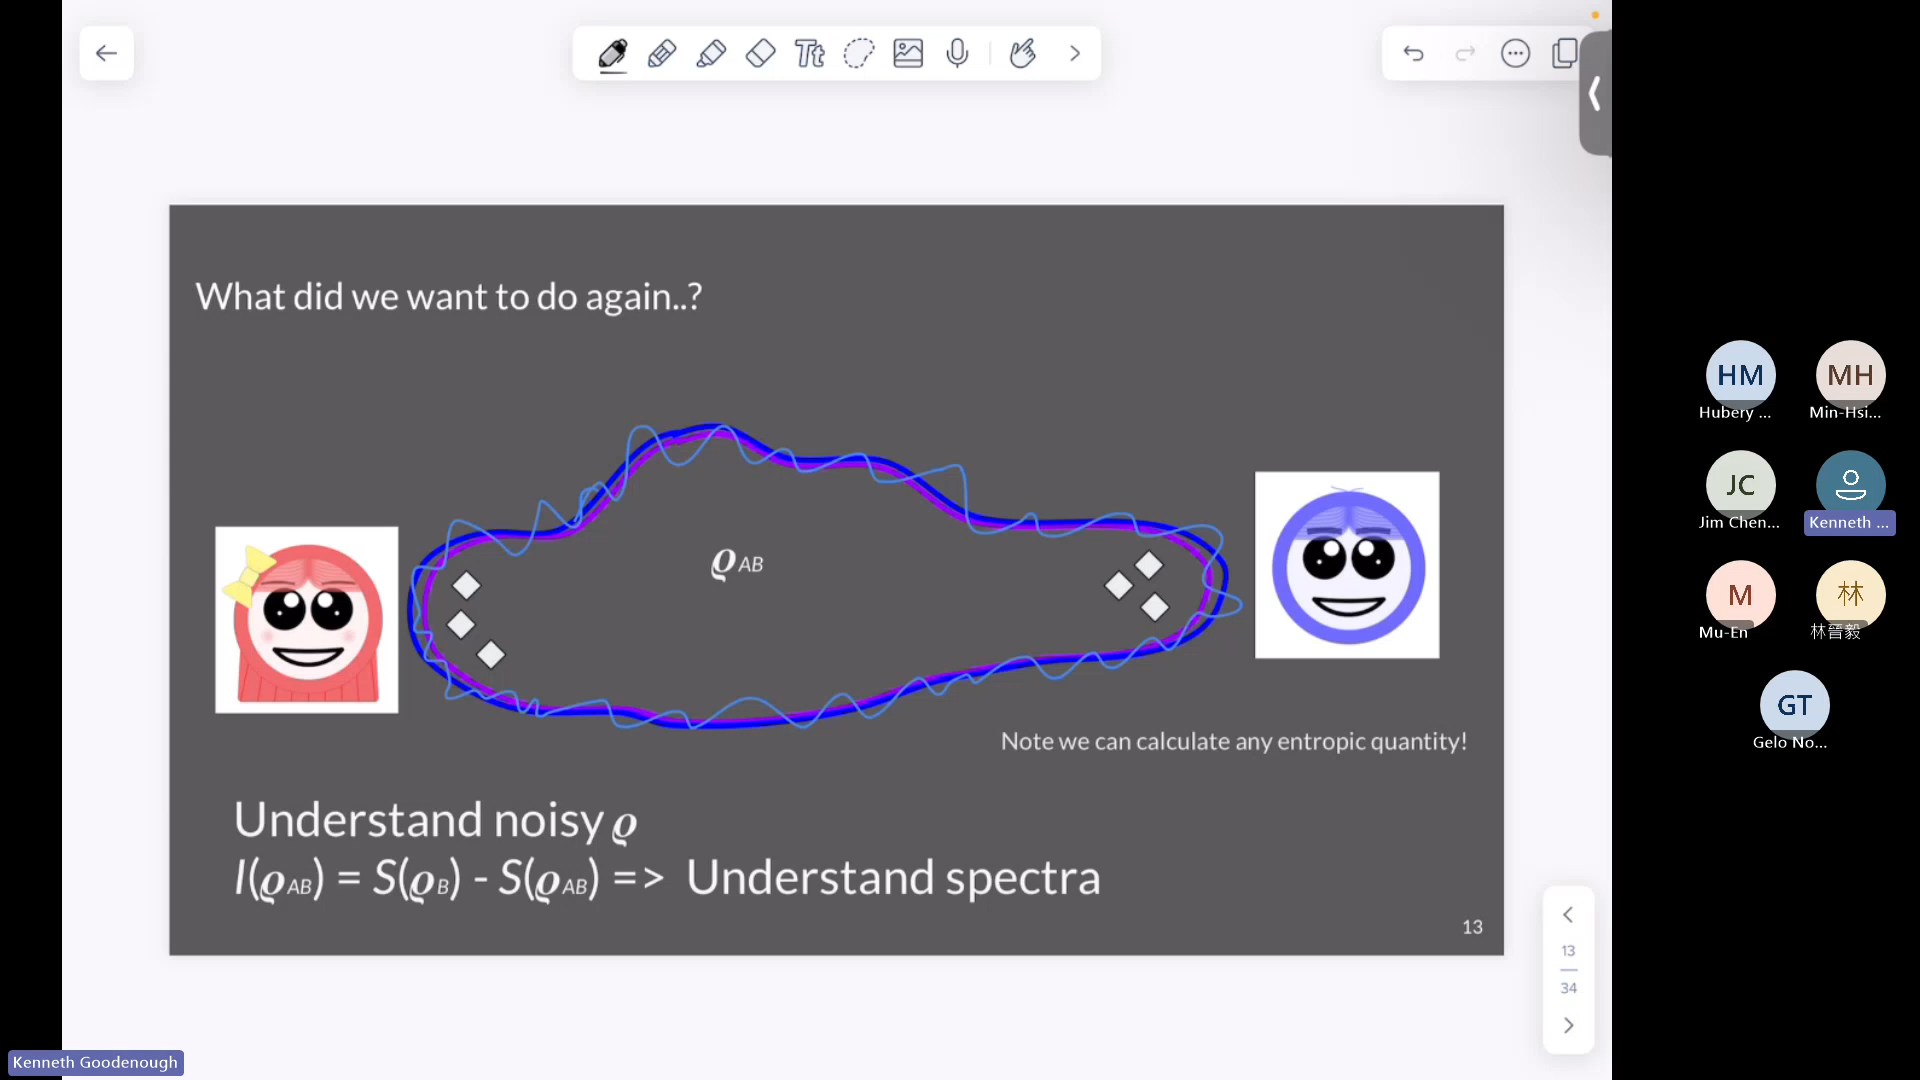 Tt
What did we want to do again..?
ϱAB
Note we can calculate any entropic quantity!
Understand noisy ϱ
I(ϱAB) = S(ϱB) - S(ϱAB) => Understand spectra
13
13
34
HM
Hubery ...
MH
Min-Hsi...
JC
Jim Chen...
Kenneth ...
M
Mu-En
林
林晉毅
GT
Gelo No...
Kenneth Goodenough